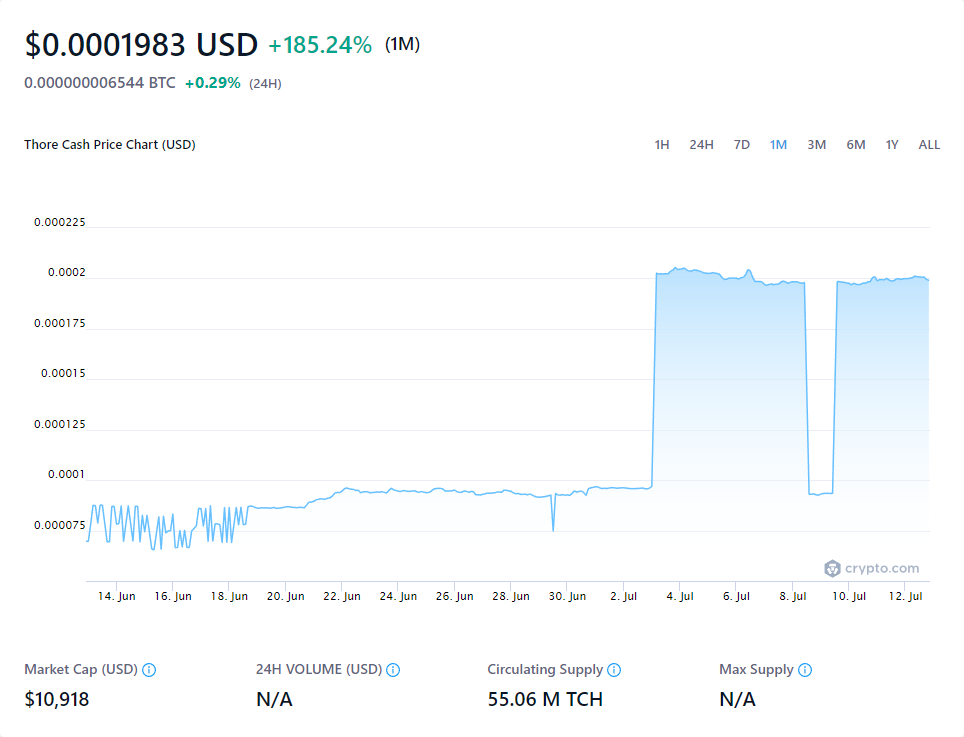 $0.0001983 USD +185.24% (1M)
0.000000006544 BTC +0.29% (24H)
Thore Cash Price Chart (USD) 1H 24H 7D 1M 3M 6M 1Y ALL
0.000225
0.0002
0.000175
0.00015
0.000125
0.0001
0.000075
crypto.com
14. Jun 16. Jun 18. Jun 20. Jun 22. Jun 24. Jun 26. Jun 28. Jun 30. Jun 2. Jul 4. Jul 6. Jul 8. Jul 10. Jul 12. Jul
Market Cap (USD) 24H VOLUME (USD) Circulating Supply Max Supply
$10,918 N/A 55.06 M TCH N/A